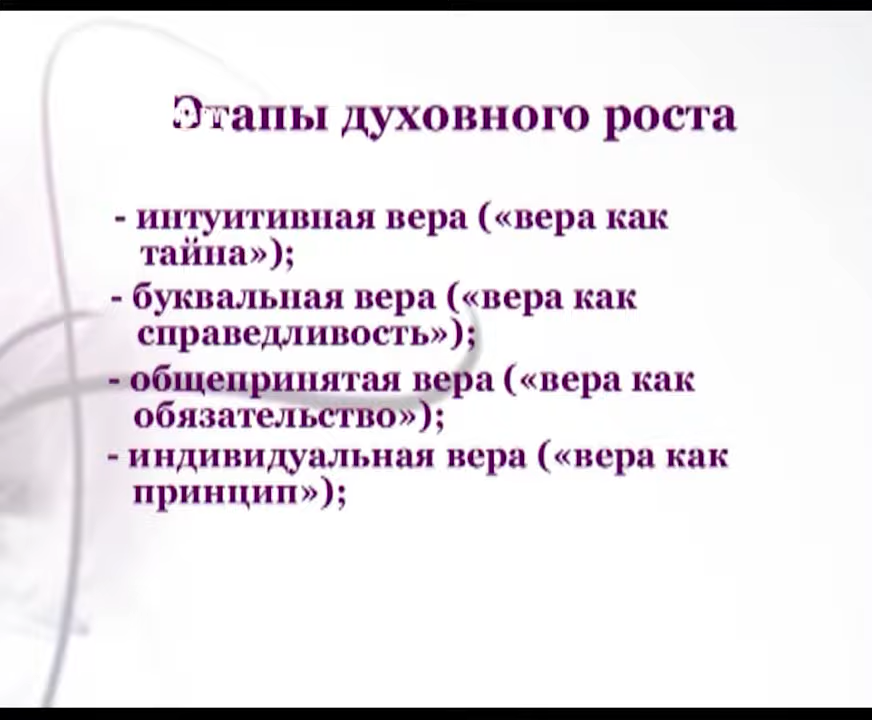 Этапы духовного роста
- интуитивная вера («вера как
тайна»);
- буквальная вера («вера как
справедливость»);
- общепринятая вера («вера как
обязательство»);
- индивидуальная вера («вера как
принцип»);